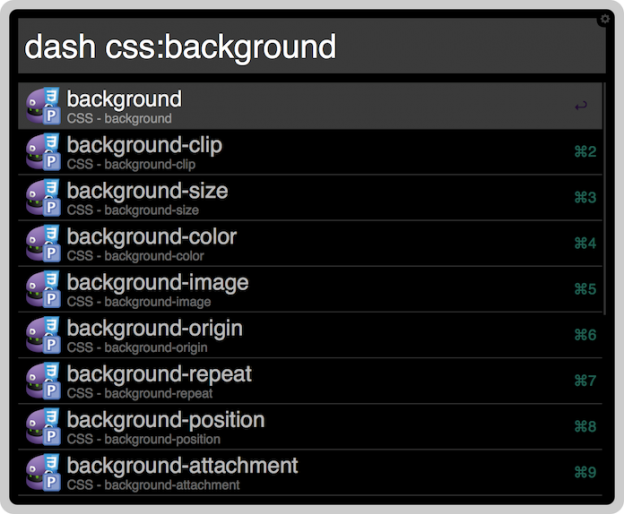 dash css:background
background
CSS - background
↩
background-clip
CSS - background-clip
⌘2
background-size
CSS - background-size
⌘3
background-color
CSS - background-color
⌘4
background-image
CSS - background-image
⌘5
background-origin
CSS - background-origin
⌘6
background-repeat
CSS - background-repeat
⌘7
background-position
CSS - background-position
⌘8
background-attachment
CSS - background-attachment
⌘9